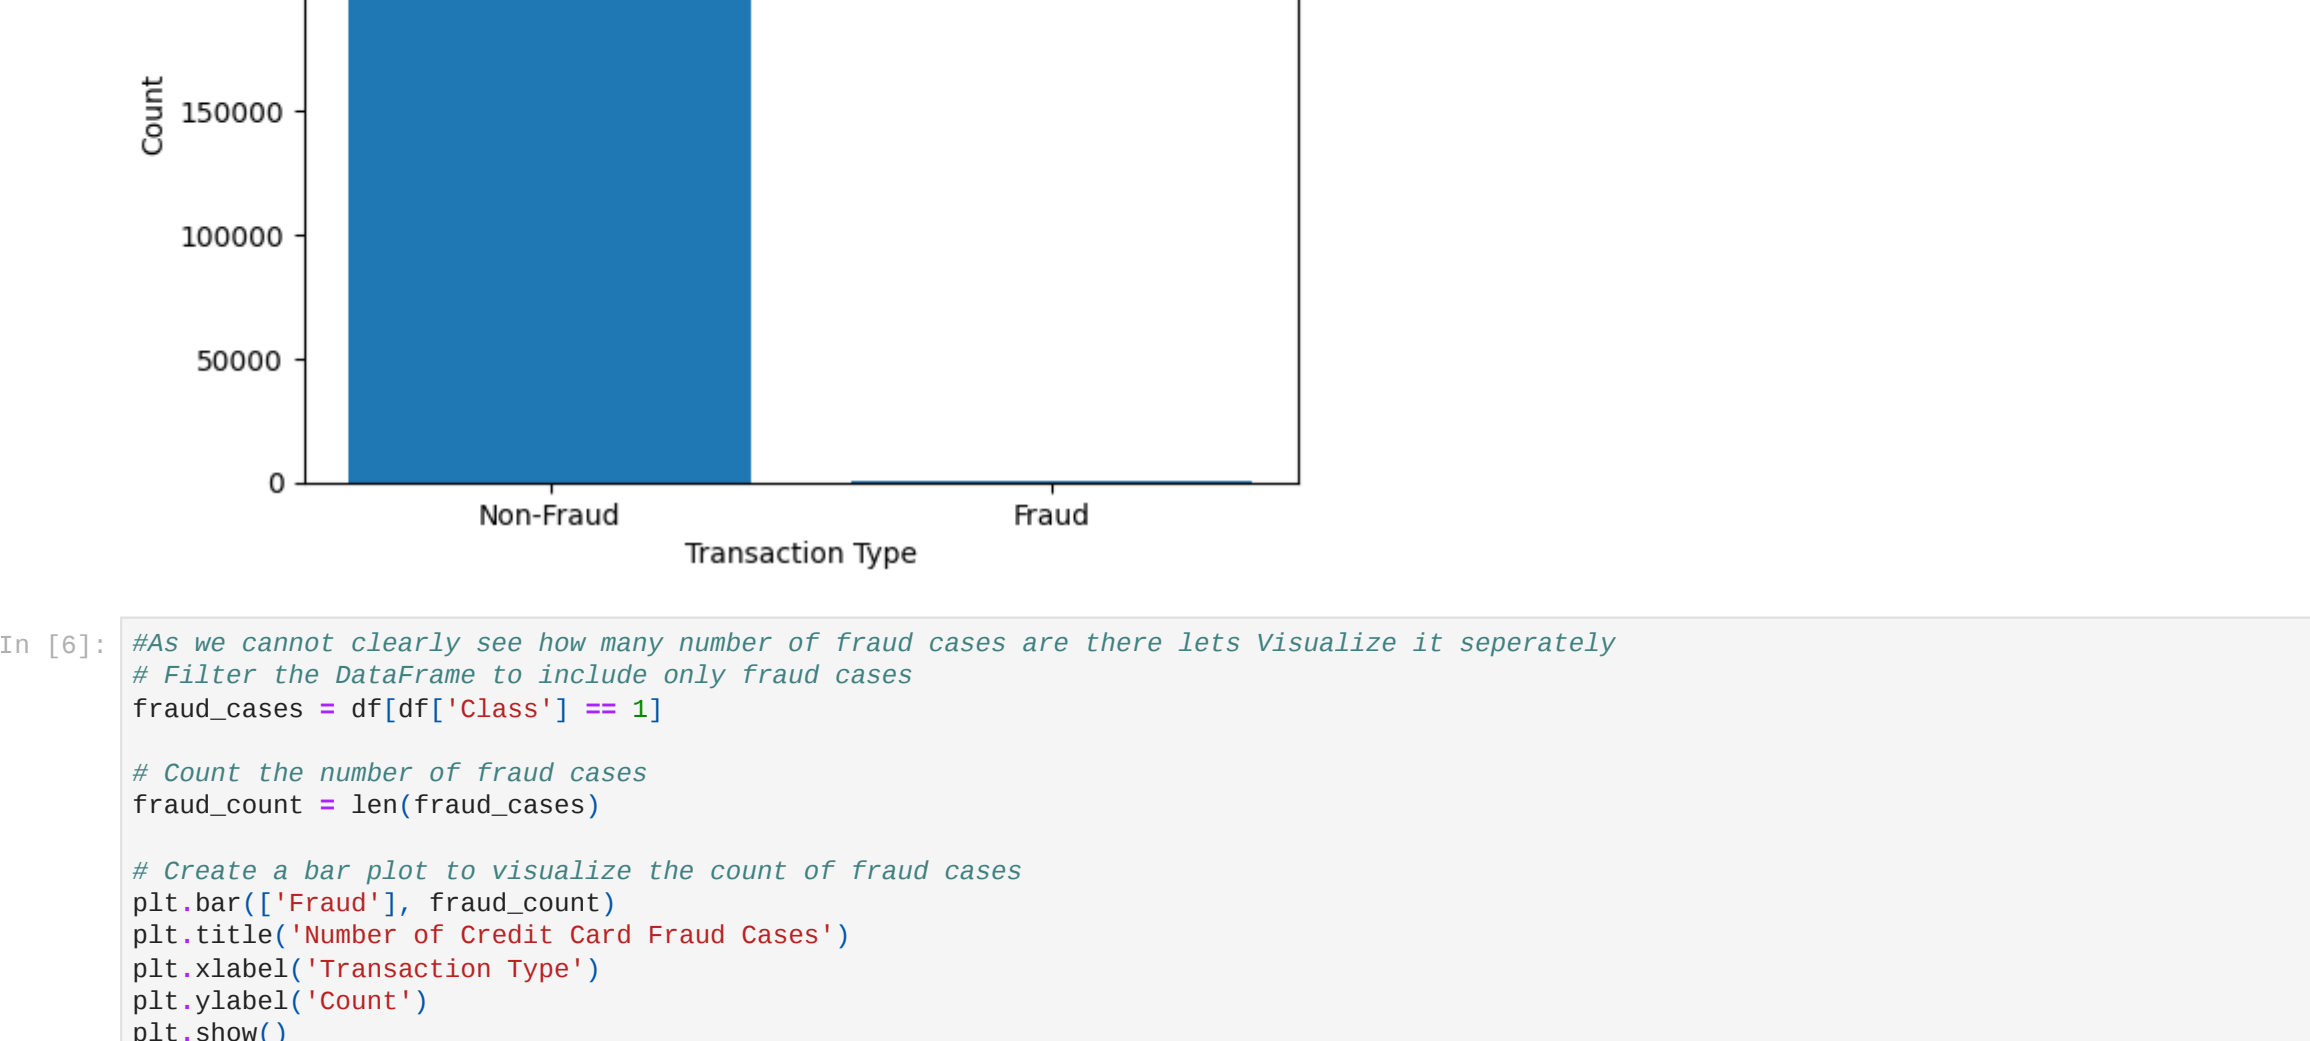 Count
150000
100000
50000
0
Non-Fraud Fraud
Transaction Type
In [6]: #As we cannot clearly see how many number of fraud cases are there lets Visualize it seperately
# Filter the DataFrame to include only fraud cases
fraud_cases = df[df['Class'] == 1]
# Count the number of fraud cases
fraud_count = len(fraud_cases)
# Create a bar plot to visualize the count of fraud cases
plt.bar(['Fraud'], fraud_count)
plt.title('Number of Credit Card Fraud Cases')
plt.xlabel('Transaction Type')
plt.ylabel('Count')
plt.show()